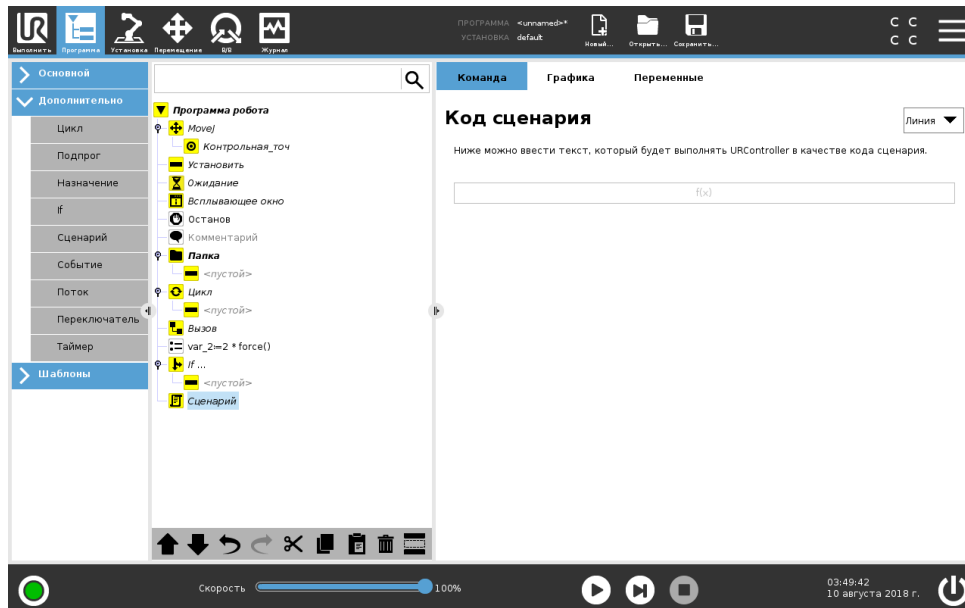 ПРОГРАММА <unnamed>*
УСТАНОВКА default
Выполнить
Программа
Установка
Перемещение
В/В
Журнал
Новый...
Открыть...
Сохранить...
C C
C C
Основной
Дополнительно
Цикл
Подпрог
Назначение
If
Сценарий
Событие
Поток
Переключатель
Таймер
Шаблоны
Программа робота
MoveJ
Контрольная_точ
Установить
Ожидание
Всплывающее окно
Останов
Комментарий
Папка
<пустой>
Цикл
<пустой>
Вызов
var_2:=2 * force()
If ...
<пустой>
Сценарий
Команда
Графика
Переменные
Код сценария
Линия
Ниже можно ввести текст, который будет выполнять URController в качестве кода сценария.
f(x)
Скорость
100%
03:49:42
10 августа 2018 г.